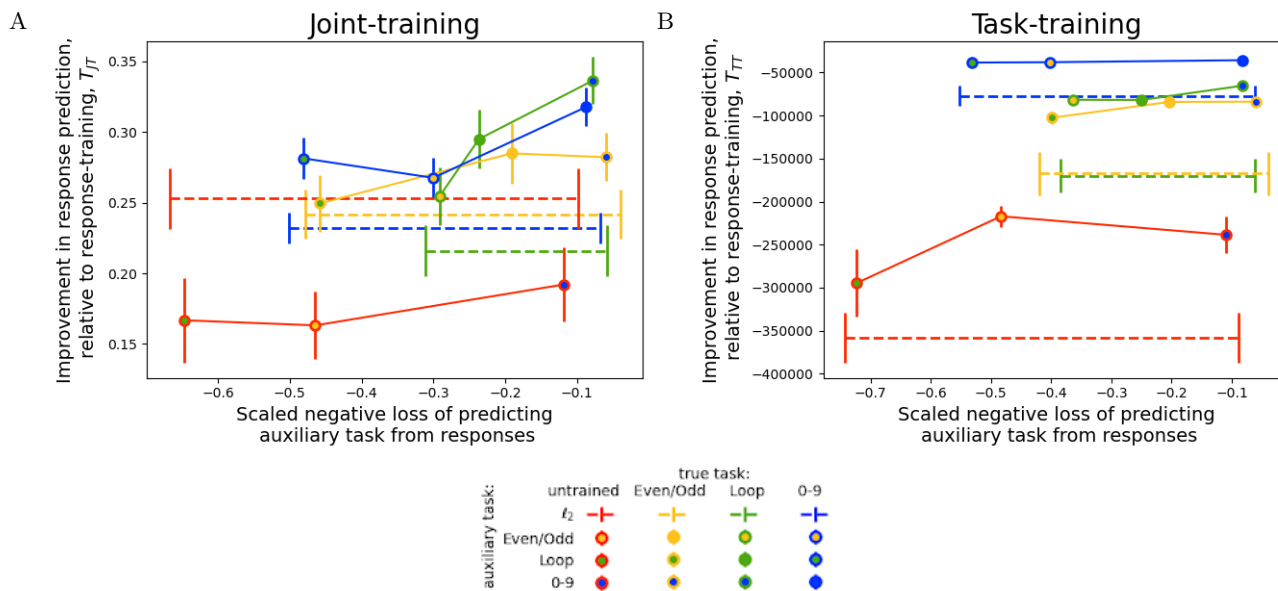 A
Joint-training
Improvement in response prediction,
relative to response-training, T_JT
0.35
0.30
0.25
0.20
0.15
−0.6
−0.5
−0.4
−0.3
−0.2
−0.1
Scaled negative loss of predicting
auxiliary task from responses
B
Task-training
Improvement in response prediction,
relative to response-training, T_TT
−50000
−100000
−150000
−200000
−250000
−300000
−350000
−400000
−0.7
−0.6
−0.5
−0.4
−0.3
−0.2
−0.1
Scaled negative loss of predicting
auxiliary task from responses
true task:
untrained Even/Odd Loop 0-9
auxiliary task:
ℓ2
Even/Odd
Loop
0-9